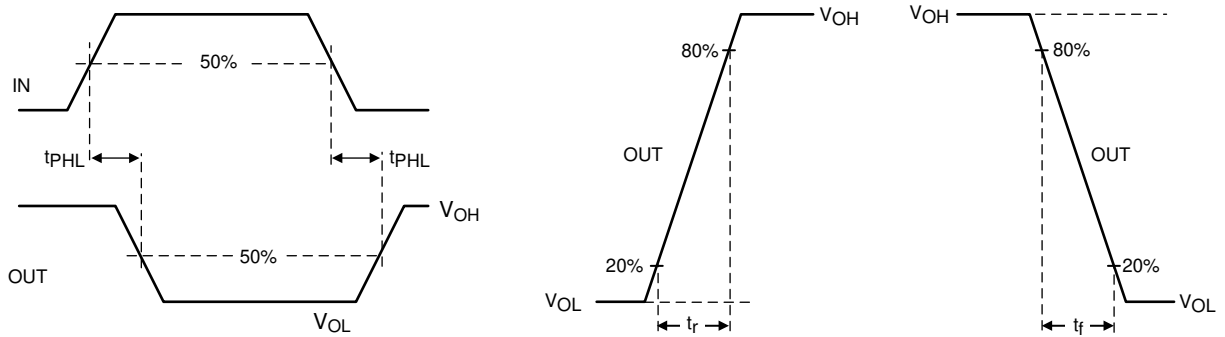 50%
IN
tPHL
tPHL
VOH
50%
OUT
VOL
VOH
80%
OUT
20%
VOL
tr
VOH
80%
OUT
20%
VOL
tf